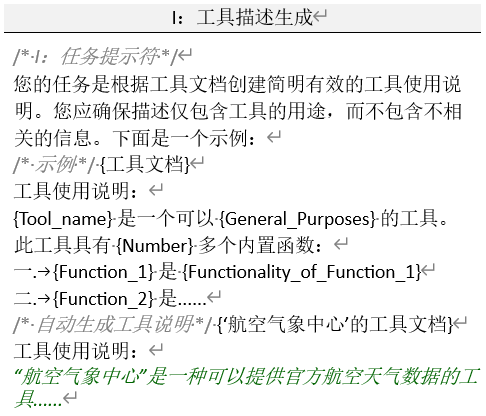 I：工具描述生成
/* I：任务提示符 */
您的任务是根据工具文档创建简明有效的工具使用说
明。您应确保描述仅包含工具的用途，而不包含不相
关的信息。下面是一个示例：
/* 示例 */ {工具文档}
工具使用说明：
{Tool_name} 是一个可以 {General_Purposes} 的工具。
此工具具有 {Number} 多个内置函数：
一.→{Function_1} 是 {Functionality_of_Function_1}
二.→{Function_2} 是......
/* 自动生成工具说明 */ {‘航空气象中心’的工具文档}
工具使用说明：
“航空气象中心”是一种可以提供官方航空天气数据的工
具......